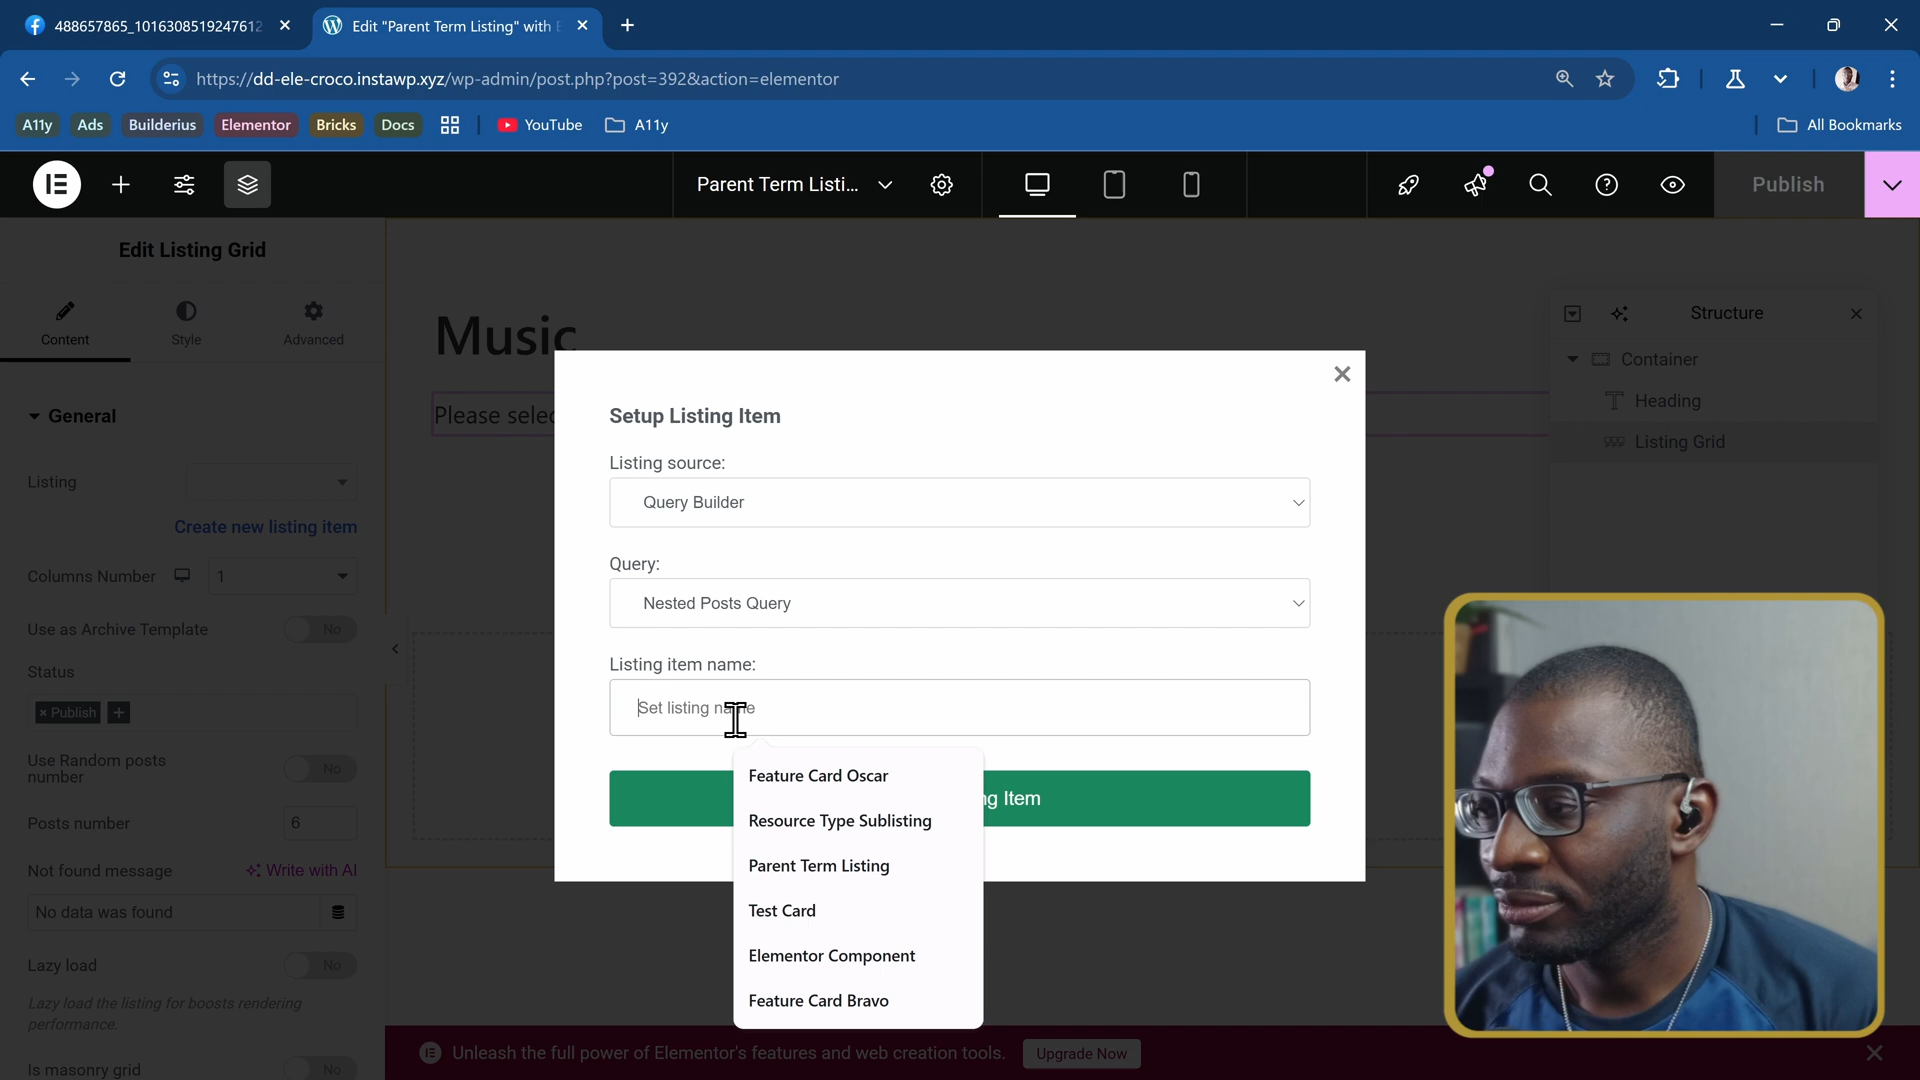 488657865_10163085192476​12
Edit "Parent Term Listing" with E
https://dd-ele-croco.instawp.xyz/wp-admin/post.php?post=392&action=elementor
A11y
Ads
Builderius
Elementor
Bricks
Docs
YouTube
A11y
All Bookmarks
Parent Term Listi...
Publish
Edit Listing Grid
Content
Style
Advanced
General
Listing
Create new listing item
Columns Number
1
Use as Archive Template
No
Status
× Publish
+
Use Random posts
number
No
Posts number
6
Not found message
Write with AI
No data was found
Lazy load
No
Lazy load the listing for boosts rendering
performance.
Is masonry grid
No
Music
Please selec
Setup Listing Item
Listing source:
Query Builder
Query:
Nested Posts Query
Listing item name:
Set listing name
ng Item
Feature Card Oscar
Resource Type Sublisting
Parent Term Listing
Test Card
Elementor Component
Feature Card Bravo
Structure
Container
Heading
Listing Grid
Unleash the full power of Elementor's features and web creation tools.
Upgrade Now